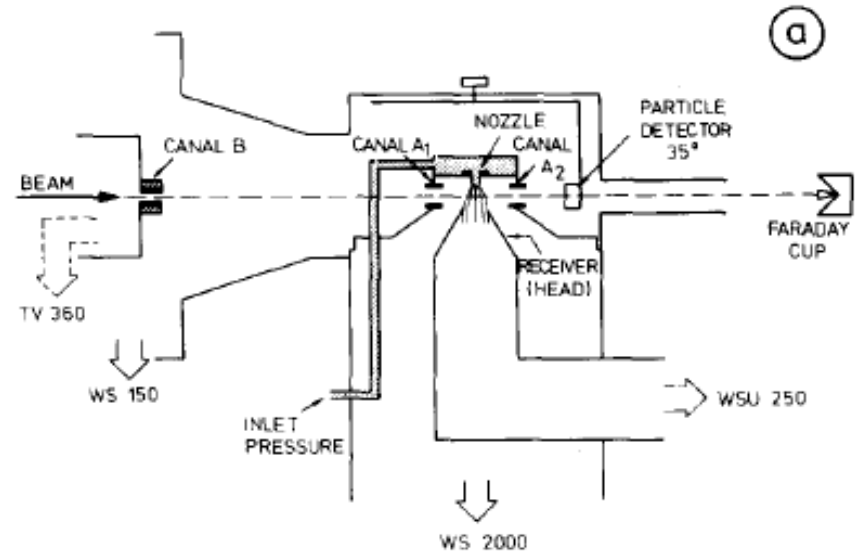 a
PARTICLE
DETECTOR
35°
NOZZLE
CANAL B
CANAL A1
CANAL
A2
BEAM
FARADAY
CUP
RECEIVER
(HEAD)
TV 360
WS 150
WSU 250
INLET
PRESSURE
WS 2000